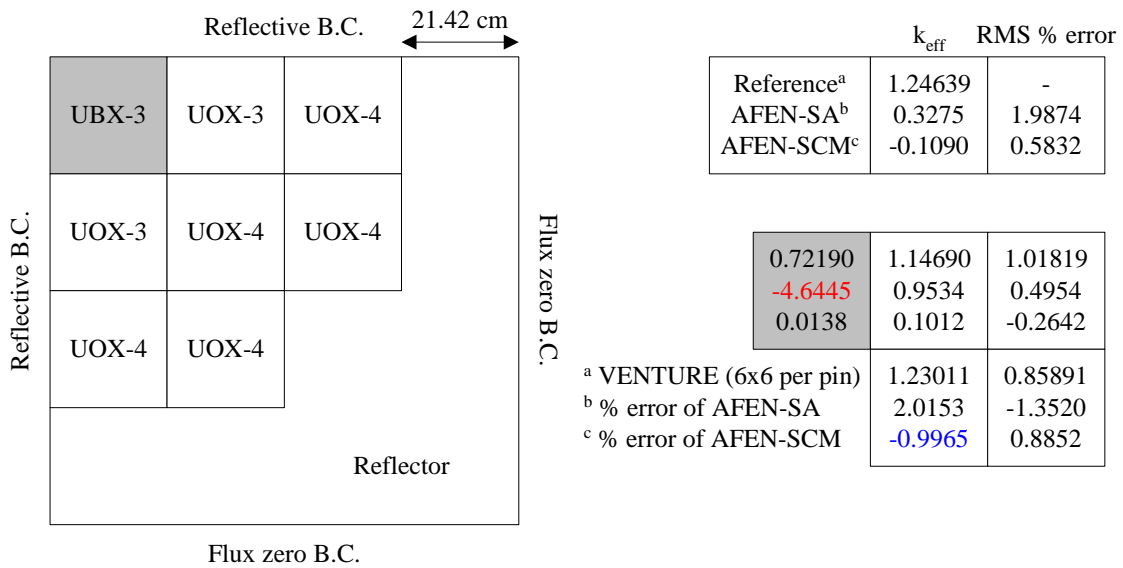 Reflective B.C.
21.42 cm
UBX-3 UOX-3 UOX-4
UOX-3 UOX-4 UOX-4
UOX-4 UOX-4
Reflector
Reflective B.C.
Flux zero B.C.
Flux zero B.C.
keff RMS % error
Referenceᵃ 1.24639 -
AFEN-SAᵇ 0.3275 1.9874
AFEN-SCMᶜ -0.1090 0.5832
0.72190 1.14690 1.01819
-4.6445 0.9534 0.4954
0.0138 0.1012 -0.2642
ᵃ VENTURE (6x6 per pin) 1.23011 0.85891
ᵇ % error of AFEN-SA 2.0153 -1.3520
ᶜ % error of AFEN-SCM -0.9965 0.8852